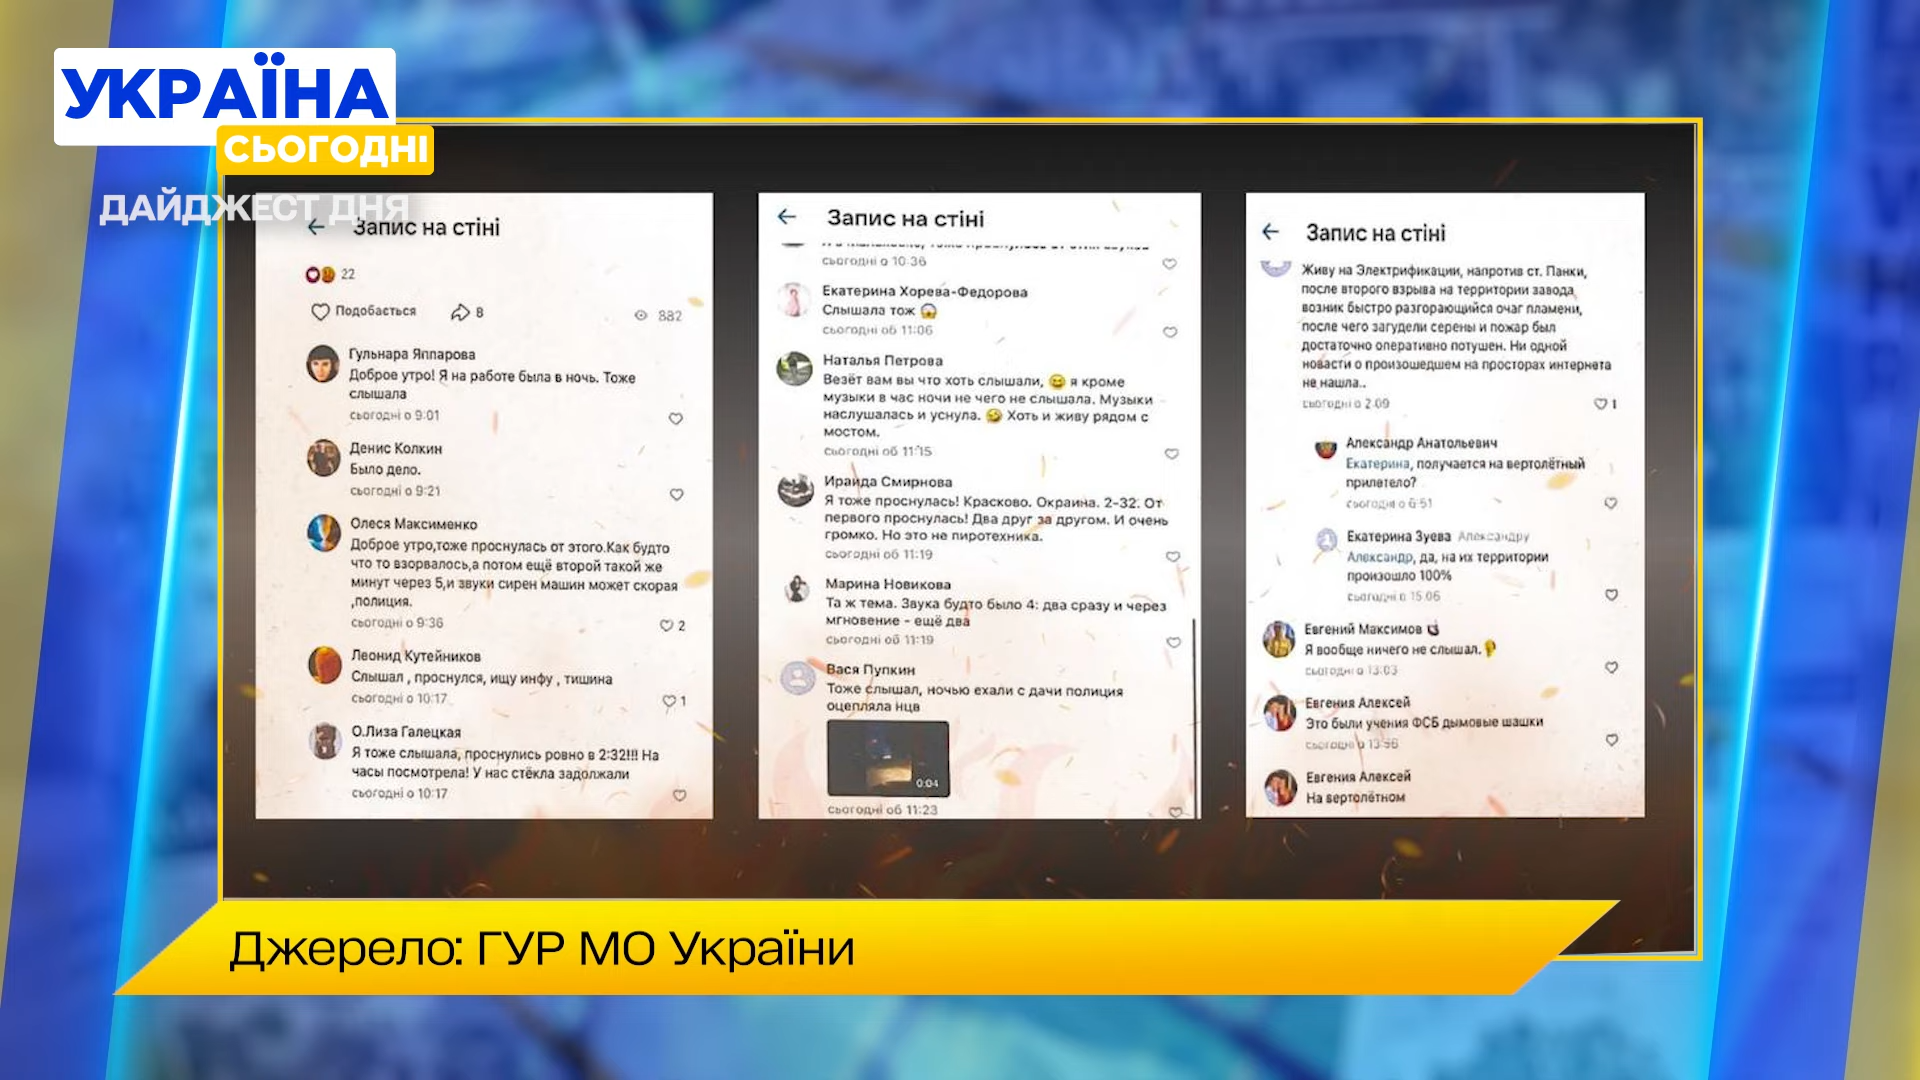 УКРАЇНА
СЬОГОДНІ
ДАЙДЖЕСТ ДНЯ
Запис на стіні
22
Подобається 8 882
Гульнара Яппарова
Доброе утро! Я на работе была в ночь. Тоже
слышала
сьогодні о 9:01
Денис Колкин
Было дело.
сьогодні о 9:21
Олеся Максименко
Доброе утро,тоже проснулась от этого.Как будто
что то взорвалось,а потом ещё второй такой же
минут через 5,и звуки сирен машин может скорая
,полиция.
сьогодні о 9:36 2
Леонид Кутейников
Слышал , проснулся, ищу инфу , тишина
сьогодні о 10:17 1
О.Лиза Галецкая
Я тоже слышала, проснулись ровно в 2:32!!! На
часы посмотрела! У нас стёкла задолжали
сьогодні о 10:17
Запис на стіні
сьогодні о 10:36
Екатерина Хорева-Федорова
Слышала тож 😱
сьогодні об 11:06
Наталья Петрова
Везёт вам вы что хоть слышали, 😄 я кроме
музыки в час ночи не чего не слышала. Музыки
наслушалась и уснула. 🤣 Хоть и живу рядом с
мостом.
сьогодні об 11:15
Ираида Смирнова
Я тоже проснулась! Красково. Окраина. 2-32. От
первого проснулась! Два друг за другом. И очень
громко. Но это не пиротехника.
сьогодні об 11:19
Марина Новикова
Та ж тема. Звука будто было 4: два сразу и через
мгновение - ещё два
сьогодні об 11:19
Вася Пупкин
Тоже слышал, ночью ехали с дачи полиция
оцепляла нцв
0:04
сьогодні об 11:23
Запис на стіні
Живу на Электрификации, напротив ст. Панки,
после второго взрыва на территории завода
возник быстро разгорающийся очаг пламени,
после чего загудели серены и пожар был
достаточно оперативно потушен. Ни одной
новасти о произошедшем на просторах интернета
не нашла..
сьогодні о 2:09 1
Александр Анатольевич
Екатерина, получается на вертолётный
прилетело?
сьогодні о 6:51
Екатерина Зуева Александру
Александр, да, на их территории
произошло 100%
сьогодні о 15:06
Евгений Максимов
Я вообще ничего не слышал.
сьогодні о 13:03
Евгения Алексей
Это были учения ФСБ дымовые шашки
сьогодні о 13:56
Евгения Алексей
На вертолётном
Джерело: ГУР МО України